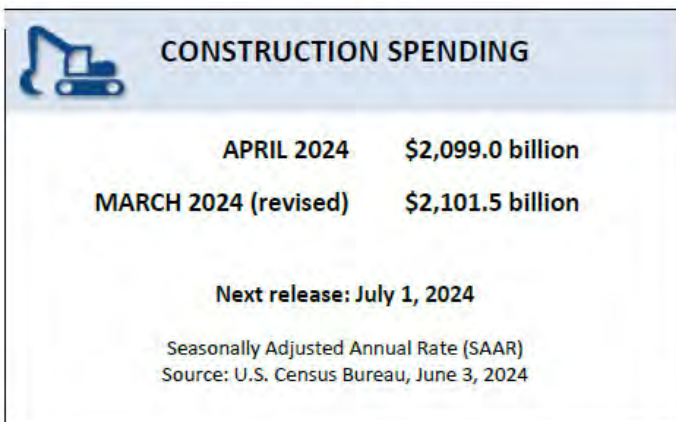 CONSTRUCTION SPENDING
APRIL 2024 $2,099.0 billion
MARCH 2024 (revised) $2,101.5 billion
Next release: July 1, 2024
Seasonally Adjusted Annual Rate (SAAR)
Source: U.S. Census Bureau, June 3, 2024